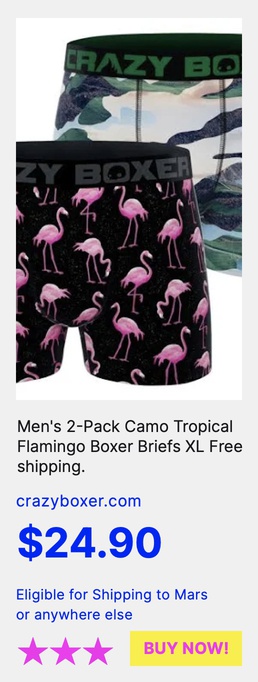 CRAZY BO
ZY BOXER
Men's 2-Pack Camo Tropical
Flamingo Boxer Briefs XL Free
shipping.
crazyboxer.com
$24.90
Eligible for Shipping to Mars
or anywhere else
BUY NOW!